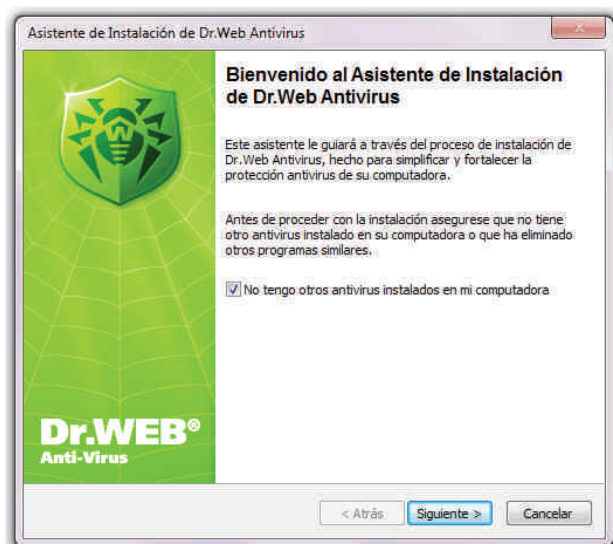 Asistente de Instalación de Dr.Web Antivirus
Bienvenido al Asistente de Instalación
de Dr.Web Antivirus
Este asistente le guiará a través del proceso de instalación de
Dr.Web Antivirus, hecho para simplificar y fortalecer la
protección antivirus de su computadora.
Antes de proceder con la instalación asegurese que no tiene
otro antivirus instalado en su computadora o que ha eliminado
otros programas similares.
No tengo otros antivirus instalados en mi computadora
Dr.WEB®
Anti-Virus
< Atrás
Siguiente >
Cancelar